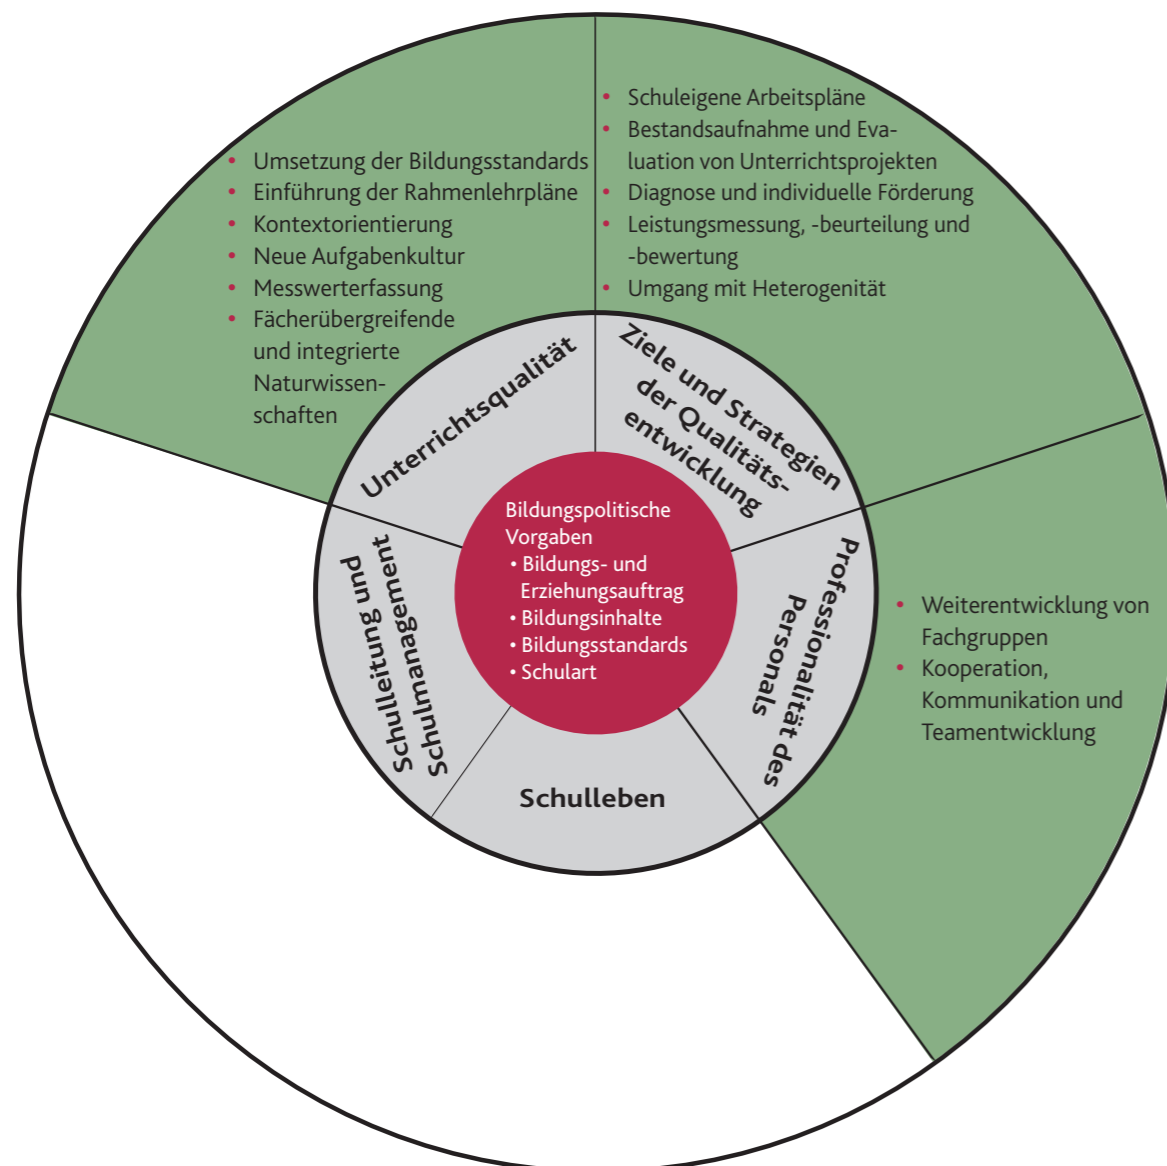 • Schuleigene Arbeitspläne
• Bestandsaufnahme und Eva-
luation von Unterrichtsprojekten
• Diagnose und individuelle Förderung
• Leistungsmessung, -beurteilung und
-bewertung
• Umgang mit Heterogenität
• Umsetzung der Bildungsstandards
• Einführung der Rahmenlehrpläne
• Kontextorientierung
• Neue Aufgabenkultur
• Messwerterfassung
• Fächerübergreifende
und integrierte
Naturwissen-
schaften
Unterrichtsqualität
Ziele und Strategien
der Qualitäts-
entwicklung
Bildungspolitische
Vorgaben
• Bildungs- und
Erziehungsauftrag
• Bildungsinhalte
• Bildungsstandards
• Schulart
Schulleitung und
Schulmanagement
Professionalität des
Personals
• Weiterentwicklung von
Fachgruppen
• Kooperation,
Kommunikation und
Teamentwicklung
Schulleben